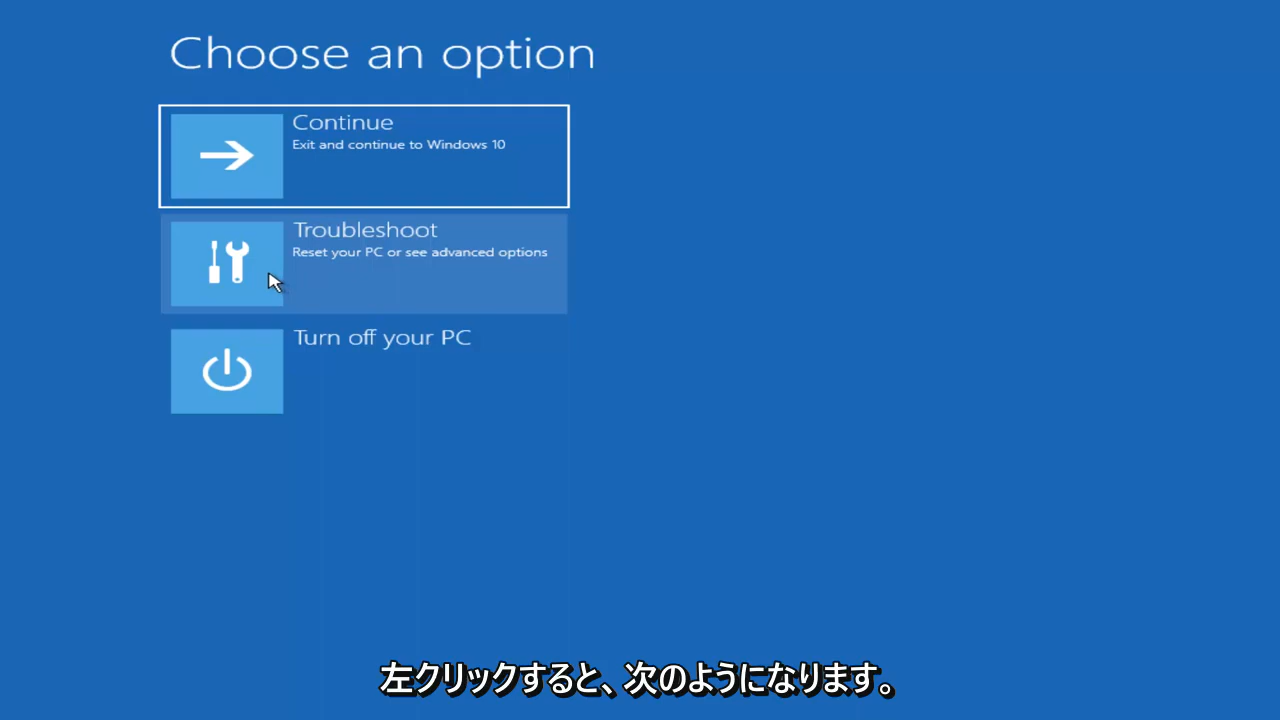 Choose an option
Continue
Exit and continue to Windows 10
Troubleshoot
Reset your PC or see advanced options
Turn off your PC
左クリックすると、次のようになります。